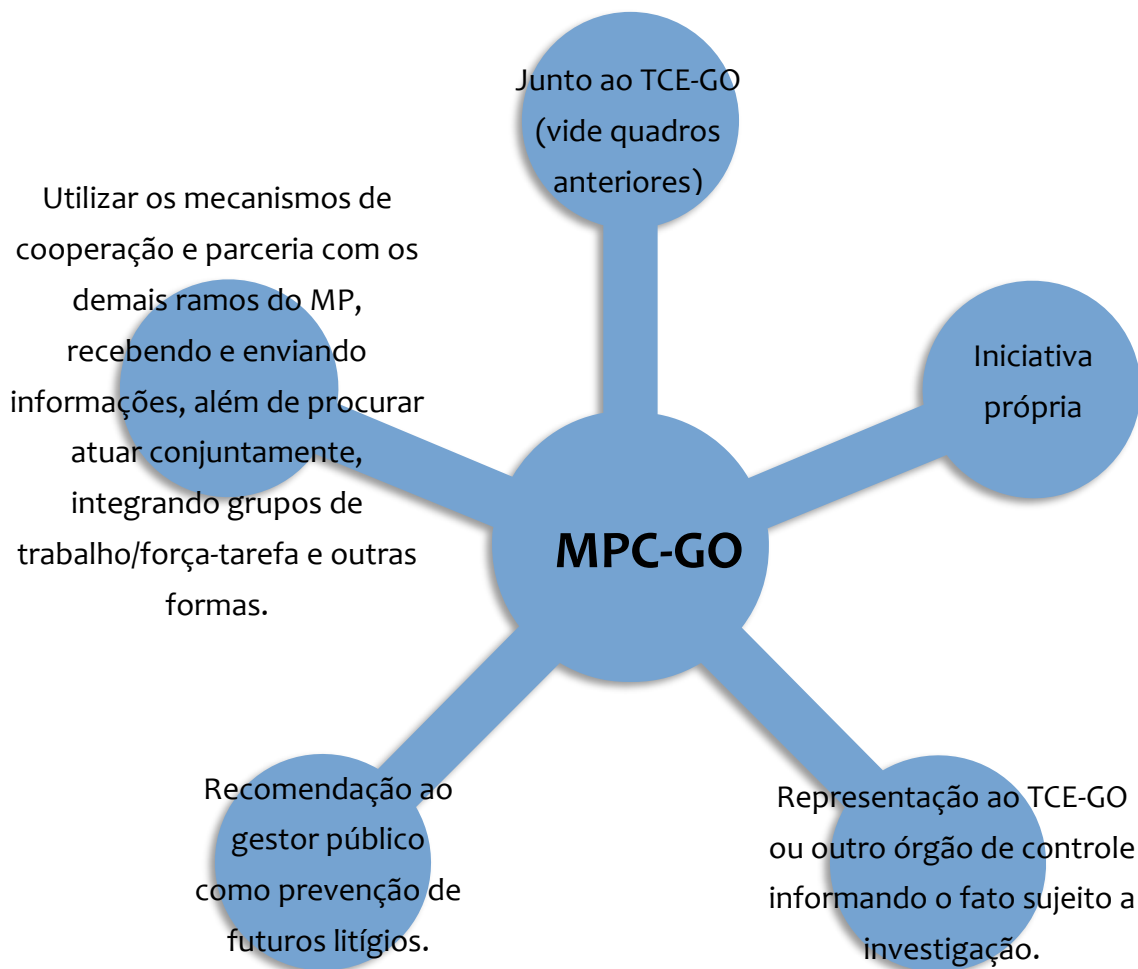 Junto ao TCE-GO
(vide quadros
anteriores)
Utilizar os mecanismos de
cooperação e parceria com os
demais ramos do MP,
recebendo e enviando
informações, além de procurar
atuar conjuntamente,
integrando grupos de
trabalho/força-tarefa e outras
formas.
Iniciativa
própria
MPC-GO
Recomendação ao
gestor público
como prevenção de
futuros litígios.
Representação ao TCE-GO
ou outro órgão de controle
informando o fato sujeito a
investigação.